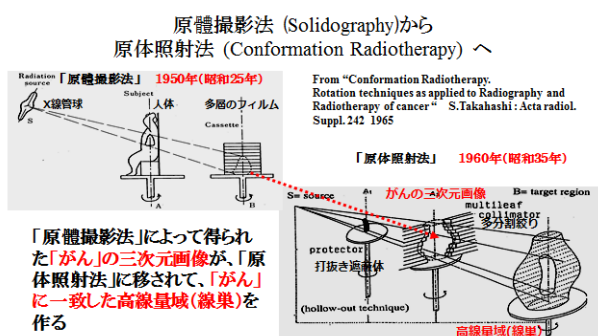 原體撮影法 (Solidography)から
原体照射法 (Conformation Radiotherapy) へ
Radiation source
「原體撮影法」 1950年(昭和25年)
S
X線管球
Subject
人体
多層のフィルム
Cassette
A
B
From “Conformation Radiotherapy.
Rotation techniques as applied to Radiography and
Radiotherapy of cancer “ S.Takahashi : Acta radiol.
Suppl. 242 1965
「原体照射法」 1960年(昭和35年)
S= source
がんの三次元画像
B= target region
multileaf
collimator
多分割絞り
protector
打抜き遮蔽体
(hollow-out technique)
高線量域(線巣)
「原體撮影法」によって得られ
た「がん」の三次元画像が、「原
体照射法」に移されて、「がん」
に一致した高線量域(線巣)を
作る